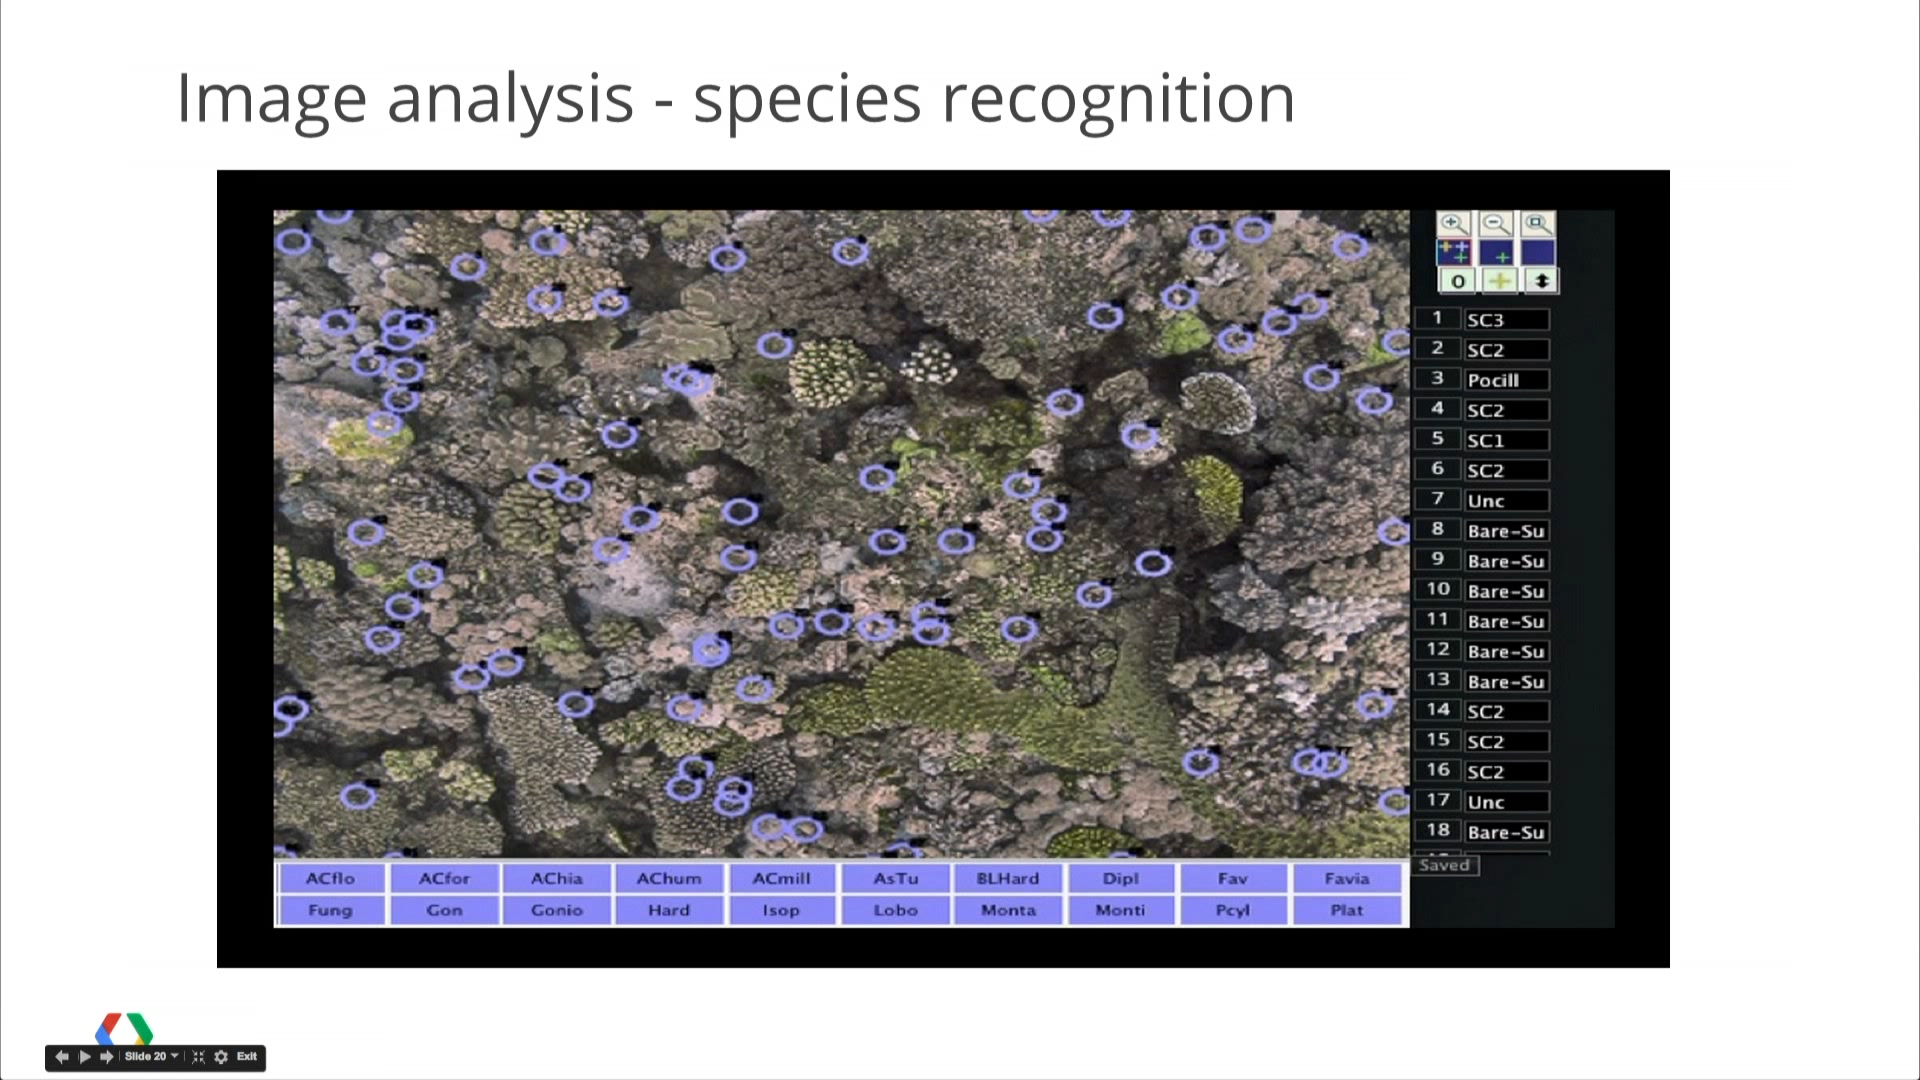 Image analysis - species recognition
1 SC3
2 SC2
3 Pocill
4 SC2
5 SC1
6 SC2
7 Unc
8 Bare-Su
9 Bare-Su
10 Bare-Su
11 Bare-Su
12 Bare-Su
13 Bare-Su
14 SC2
15 SC2
16 SC2
17 Unc
18 Bare-Su
Saved
ACflo ACfor AChia AChum ACmill AsTu BLHard Dipl Fav Favia
Fung Gon Gonio Hard Isop Lobo Monta Monti Pcyl Plat
Slide 20 Exit